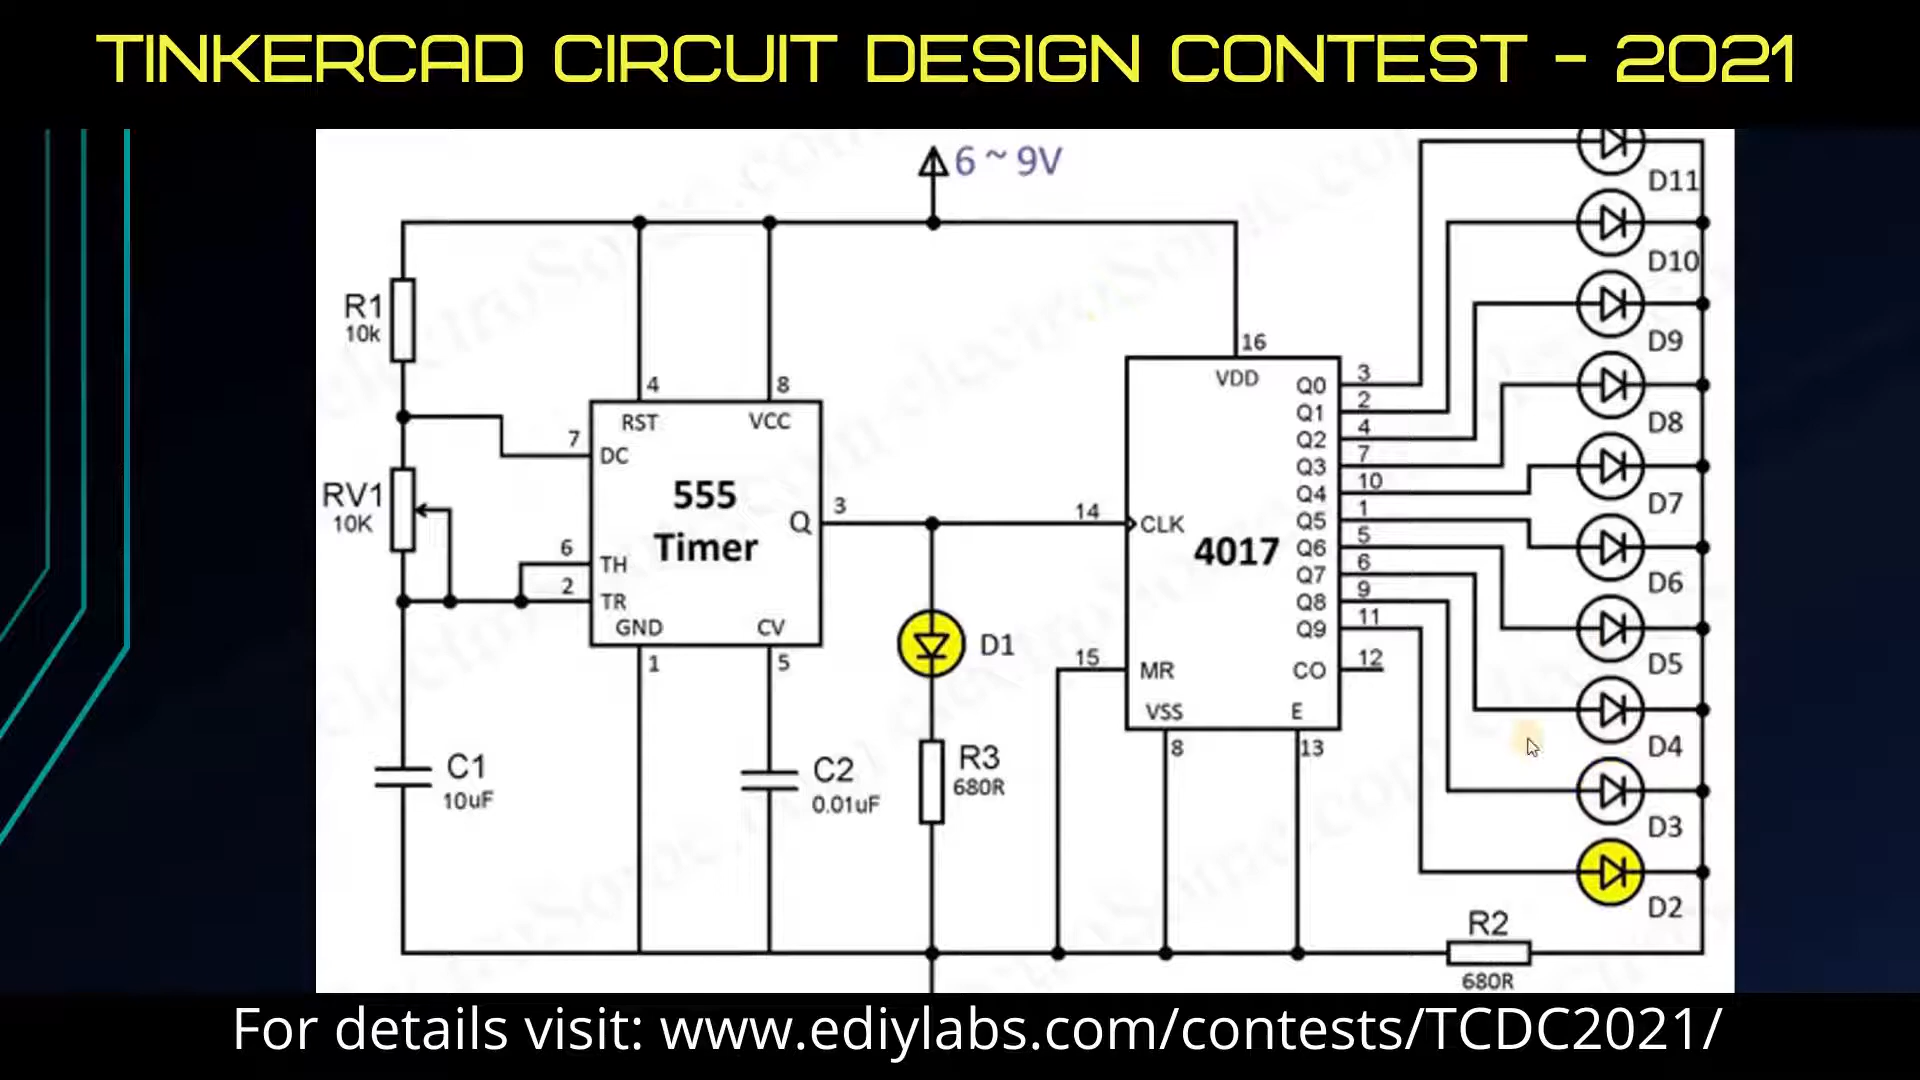 TINKERCAD CIRCUIT DESIGN CONTEST - 2021
6 ~ 9V
D11
D10
D9
D8
D7
D6
D5
D4
D3
D2
R1
10k
RV1
10K
4
8
RST
VCC
7
DC
555
Timer
Q
3
6
TH
2
TR
GND
CV
1
5
C1
10uF
C2
0.01uF
D1
R3
680R
16
VDD
14
CLK
4017
Q0
3
Q1
2
Q2
4
Q3
7
Q4
10
Q5
1
Q6
5
Q7
6
Q8
9
Q9
11
CO
12
15
MR
VSS
E
8
13
R2
680R
For details visit: www.ediylabs.com/contests/TCDC2021/